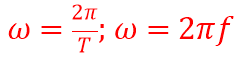 ω = 2π/T; ω = 2πf